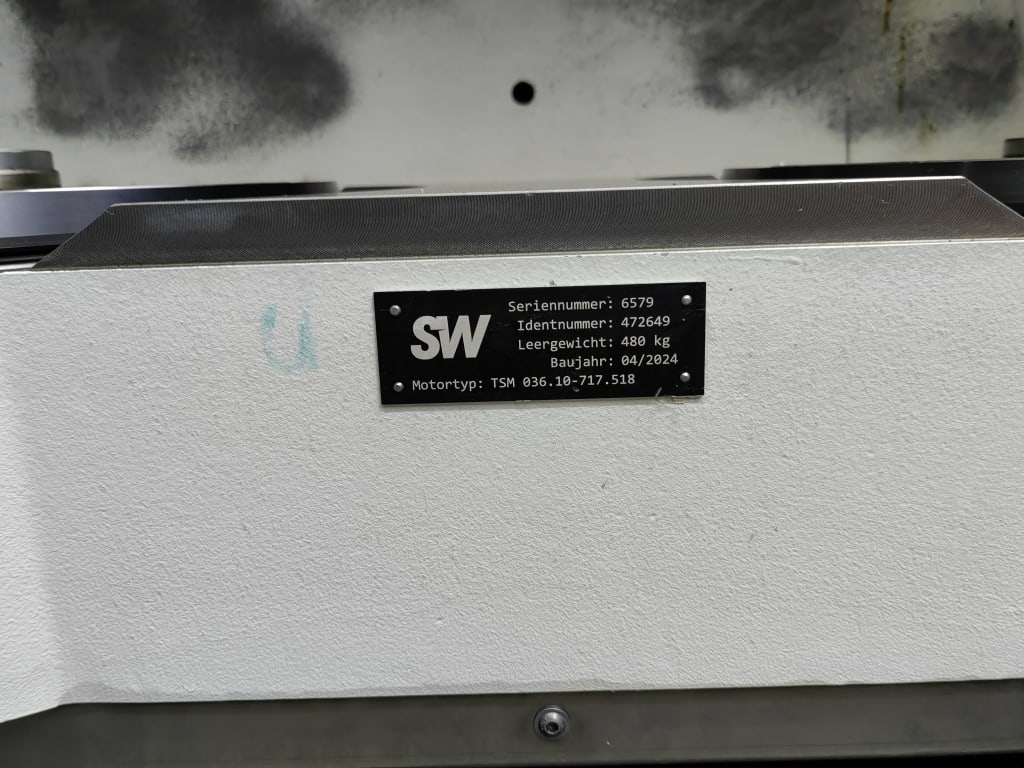 SW
Seriennummer: 6579
Identnummer: 472649
Leergewicht: 480 kg
Baujahr: 04/2024
Motortyp: TSM 036.10-717.518